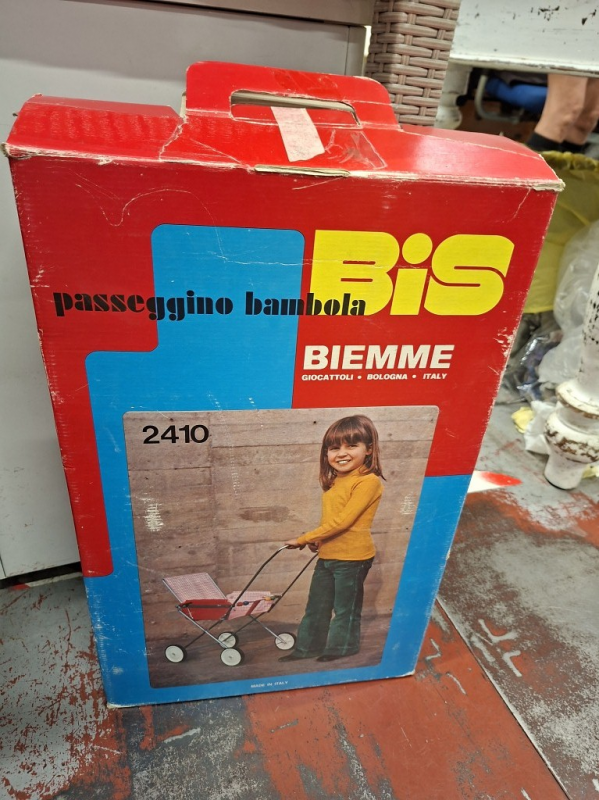 BiS
passeggino bambola
BIEMME
GIOCATTOLI • BOLOGNA • ITALY
2410
MADE IN ITALY